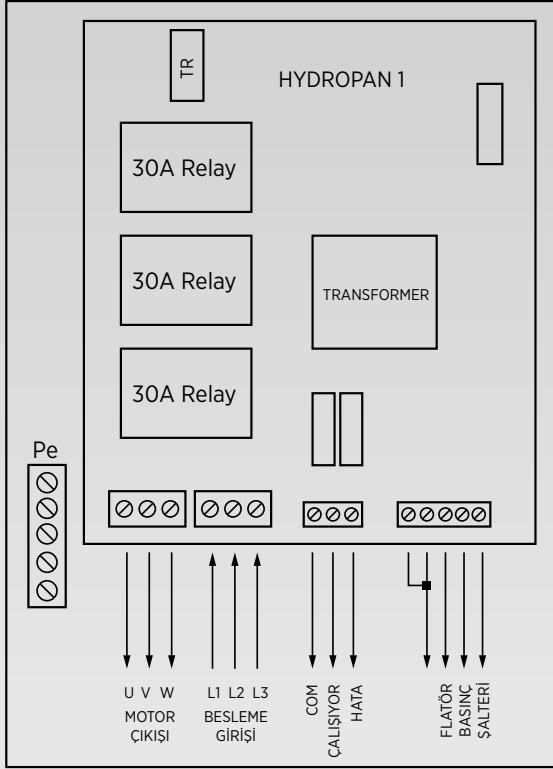 TR
HYDROPAN 1
30A Relay
30A Relay
TRANSFORMER
30A Relay
Pe
U V W
L1 L2 L3
MOTOR
ÇIKIŞI
BESLEME
GİRİŞİ
COM
ÇALIŞIYOR
HATA
FLATÖR
BASINÇ
ŞALTERİ